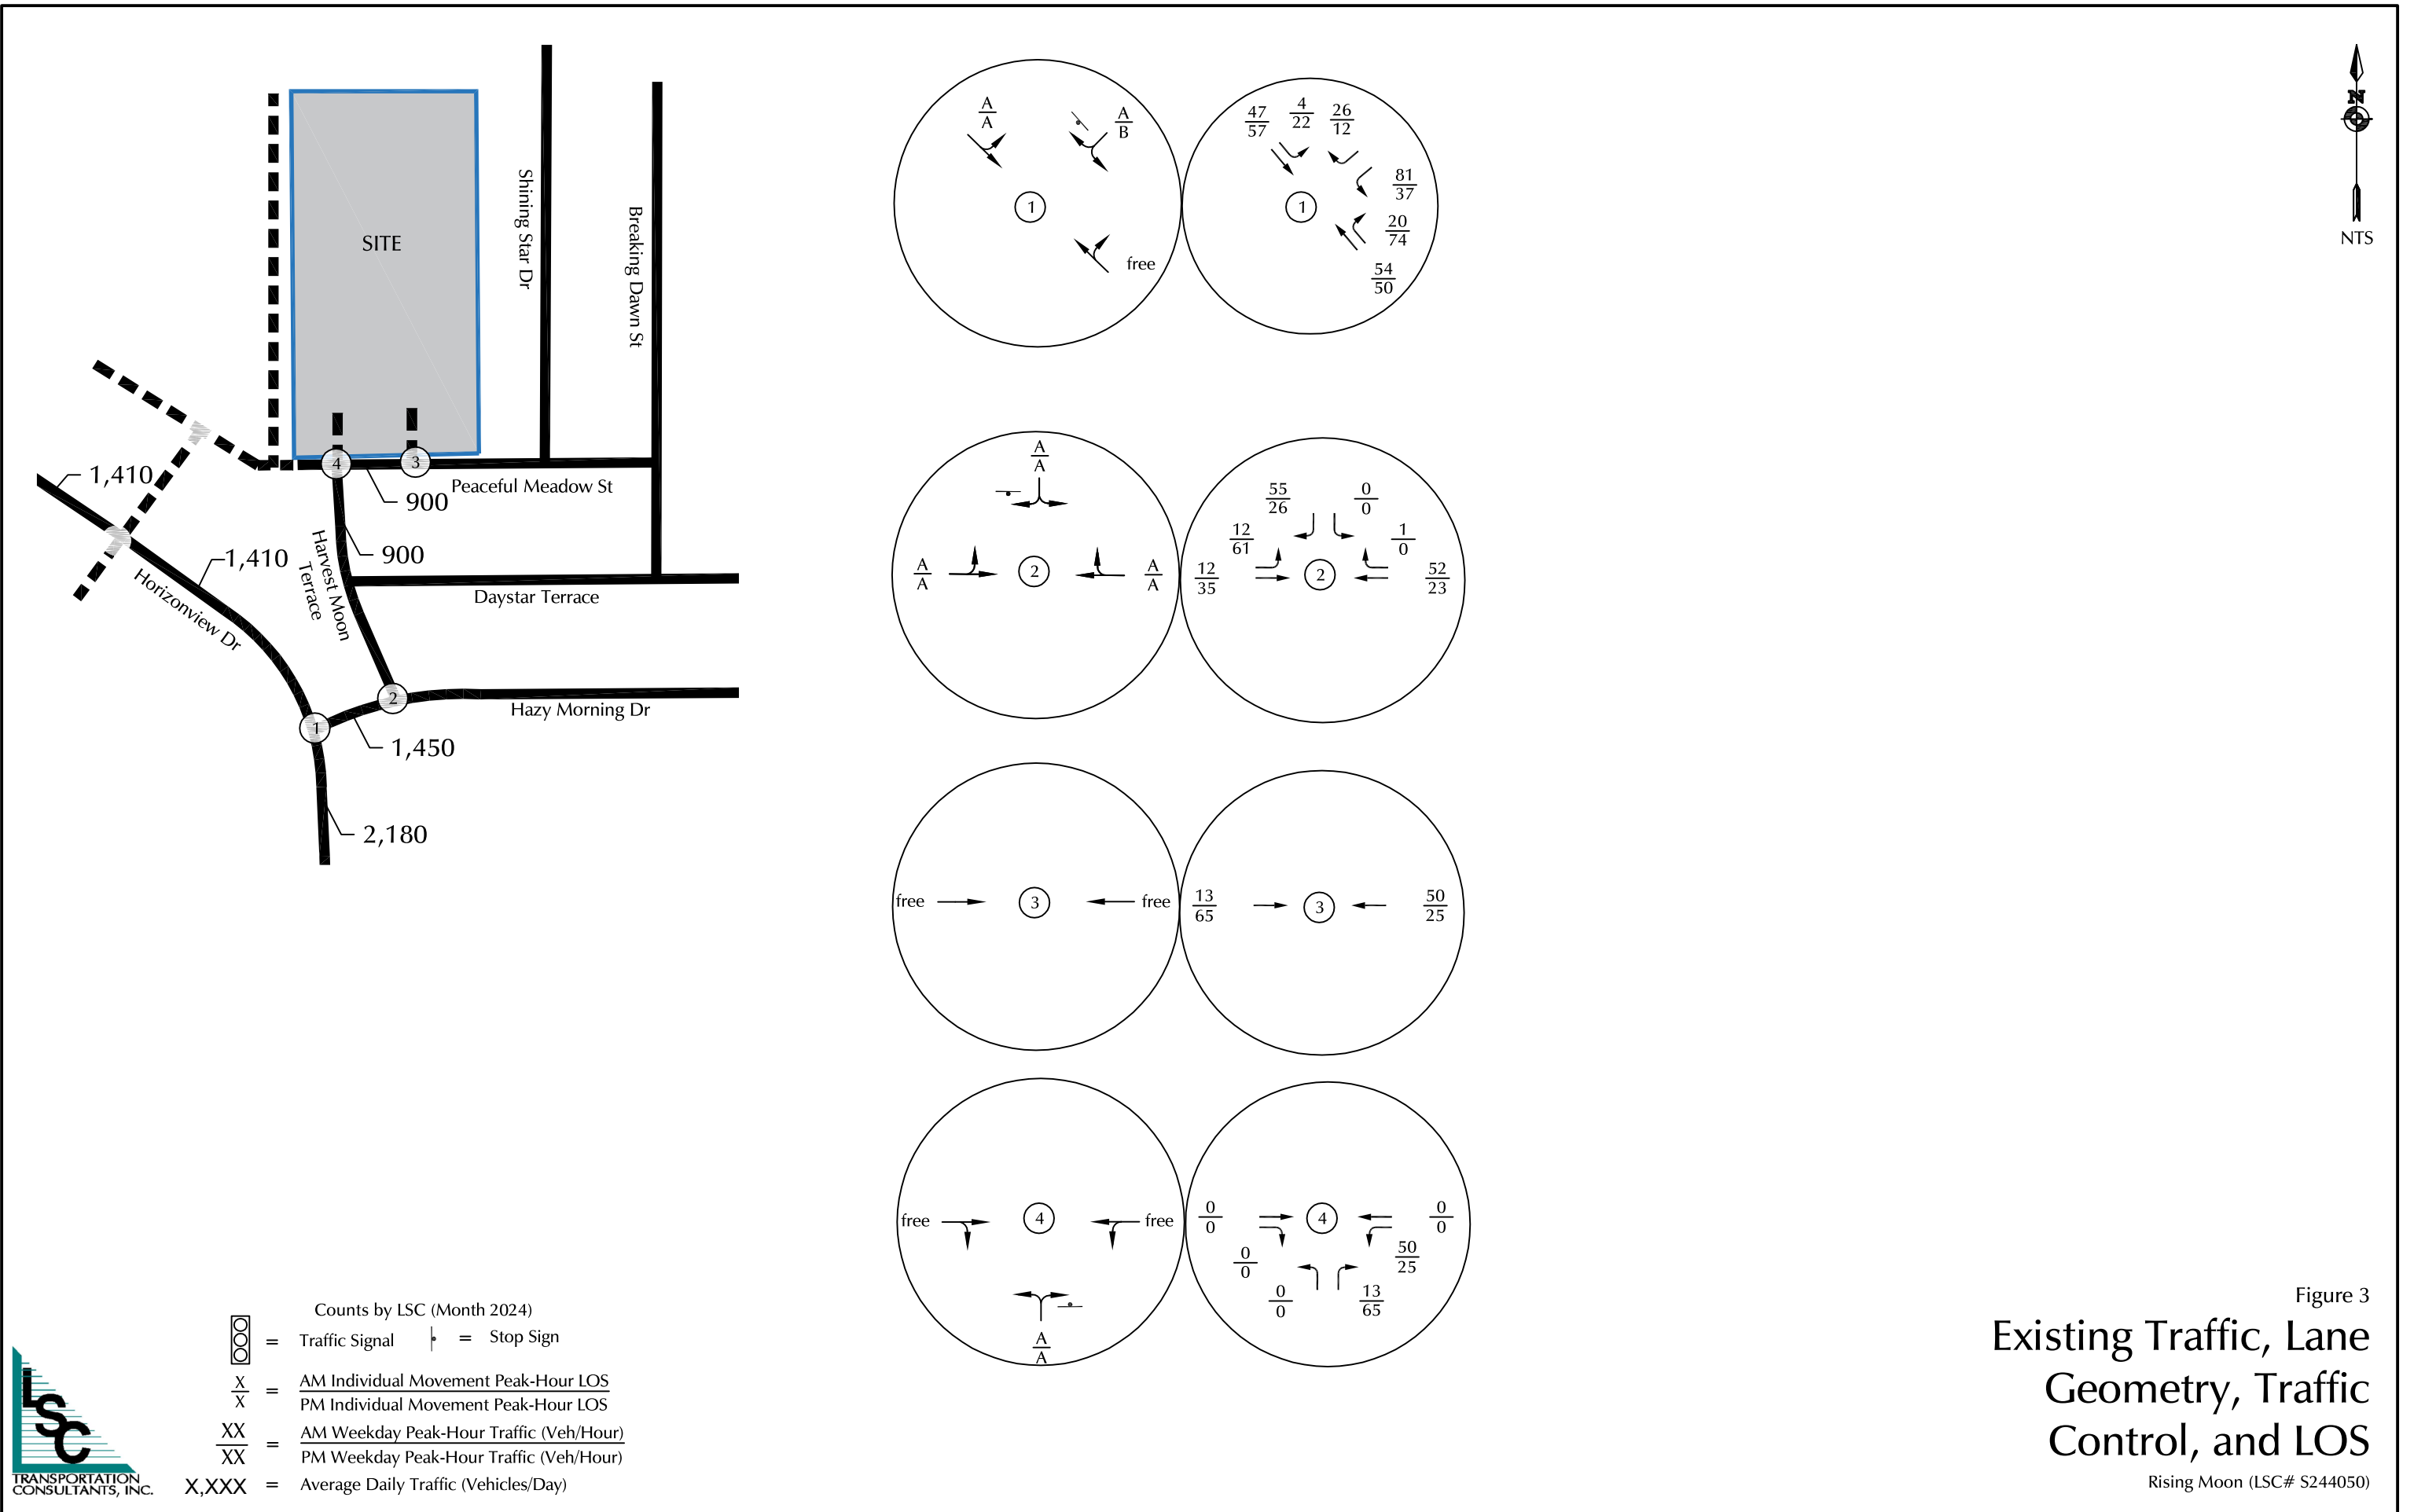 N
NTS
SITE
Shining Star Dr
Breaking Dawn St
4
3
1,410
900
Peaceful Meadow St
1,410
900
Harvest Moon
Terrace
Daystar Terrace
Horizonview Dr
2
Hazy Morning Dr
1
1,450
2,180
A
A
A
B
1
free
47
57
4
22
26
12
81
37
1
20
74
54
50
A
A
A
A
2
A
A
55
26
0
0
12
61
1
0
12
35
2
52
23
free
3
free
13
65
3
50
25
free
4
free
A
A
0
0
4
0
0
0
0
50
25
0
0
13
65
Counts by LSC (Month 2024)
= Traffic Signal = Stop Sign
X
X
=
AM Individual Movement Peak-Hour LOS
PM Individual Movement Peak-Hour LOS
XX
XX
=
AM Weekday Peak-Hour Traffic (Veh/Hour)
PM Weekday Peak-Hour Traffic (Veh/Hour)
X,XXX = Average Daily Traffic (Vehicles/Day)
LSC
TRANSPORTATION
CONSULTANTS, INC.
Figure 3
Existing Traffic, Lane
Geometry, Traffic
Control, and LOS
Rising Moon (LSC# S244050)